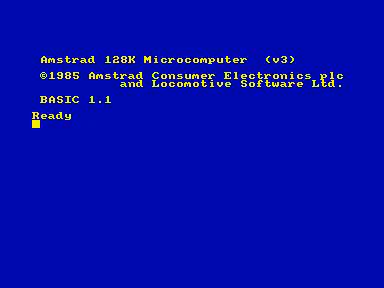 Amstrad 128K Microcomputer  (v3)
©1985 Amstrad Consumer Electronics plc
and Locomotive Software Ltd.
BASIC 1.1
Ready